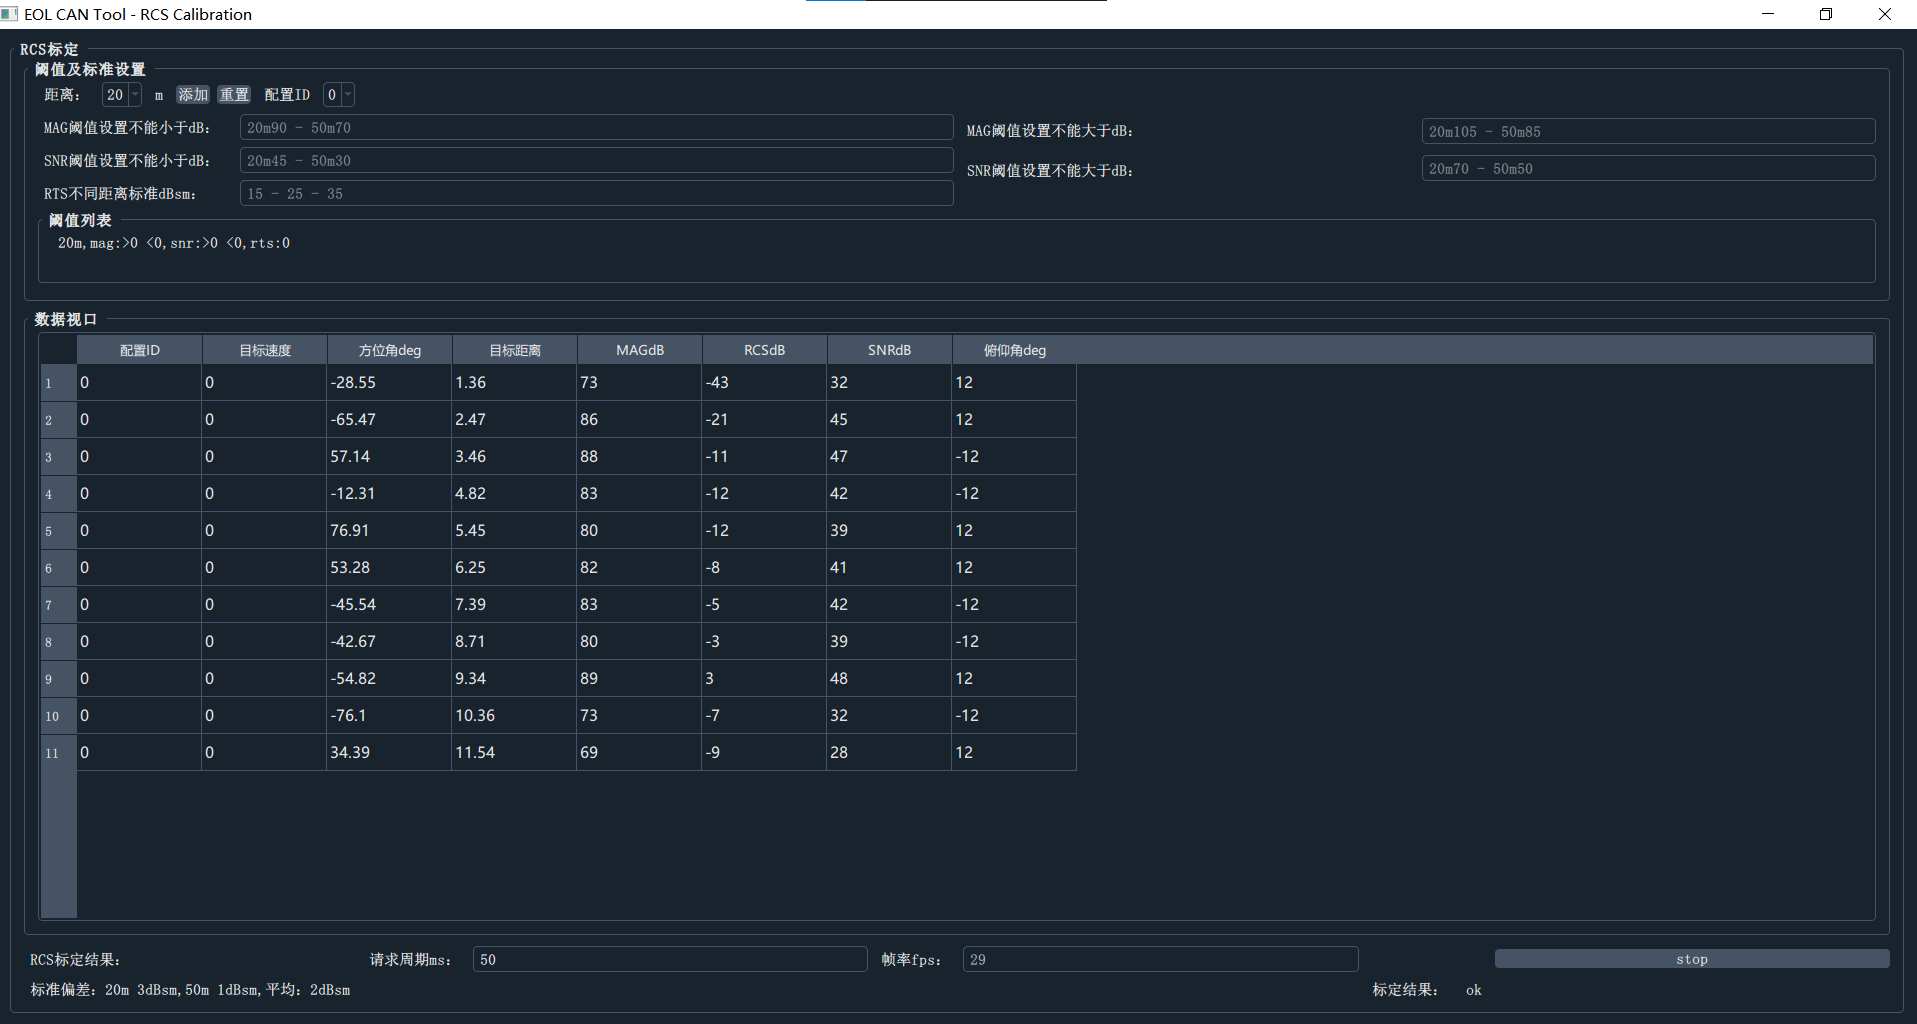 EOL CAN Tool - RCS Calibration
RCS标定
阈值及标准设置
距离： 20 m 添加 重置 配置ID 0
MAG阈值设置不能小于dB： 20m90 - 50m70 MAG阈值设置不能大于dB： 20m105 - 50m85
SNR阈值设置不能小于dB： 20m45 - 50m30 SNR阈值设置不能大于dB： 20m70 - 50m50
RTS不同距离标准dBsm： 15 - 25 - 35
阈值列表
20m,mag:>0 <0,snr:>0 <0,rts:0
数据视口
配置ID 目标速度 方位角deg 目标距离 MAGdB RCSdB SNRdB 俯仰角deg
1 0 0 -28.55 1.36 73 -43 32 12
2 0 0 -65.47 2.47 86 -21 45 12
3 0 0 57.14 3.46 88 -11 47 -12
4 0 0 -12.31 4.82 83 -12 42 -12
5 0 0 76.91 5.45 80 -12 39 12
6 0 0 53.28 6.25 82 -8 41 12
7 0 0 -45.54 7.39 83 -5 42 -12
8 0 0 -42.67 8.71 80 -3 39 -12
9 0 0 -54.82 9.34 89 3 48 12
10 0 0 -76.1 10.36 73 -7 32 -12
11 0 0 34.39 11.54 69 -9 28 12
RCS标定结果： 请求周期ms： 50 帧率fps： 29 stop
标准偏差：20m 3dBsm,50m 1dBsm,平均：2dBsm 标定结果： ok